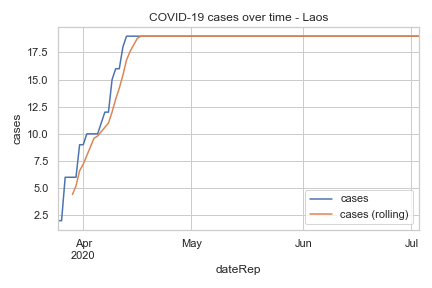 COVID-19 cases over time - Laos
17.5
15.0
12.5
10.0
7.5
5.0
2.5
cases
Apr
2020
May
Jun
Jul
dateRep
cases
cases (rolling)